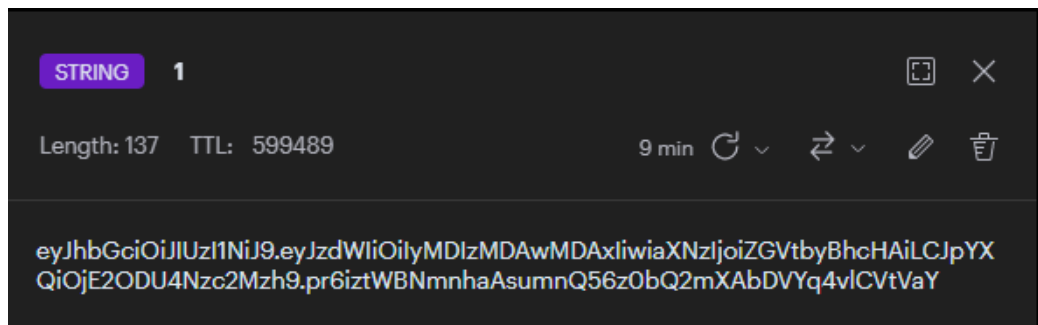 STRING 1
Length: 137 TTL: 599489 9 min
eyJhbGciOiJIUzI1NiJ9.eyJzdWIiOiIyMDIzMDAwMDAxIiwiaXNzIjoiZGVtbyBhcHAiLCJpYX
QiOjE2ODU4Nzc2Mzh9.pr6iztWBNmnhaAsumnQ56z0bQ2mXAbDVYq4vlCVtVaY